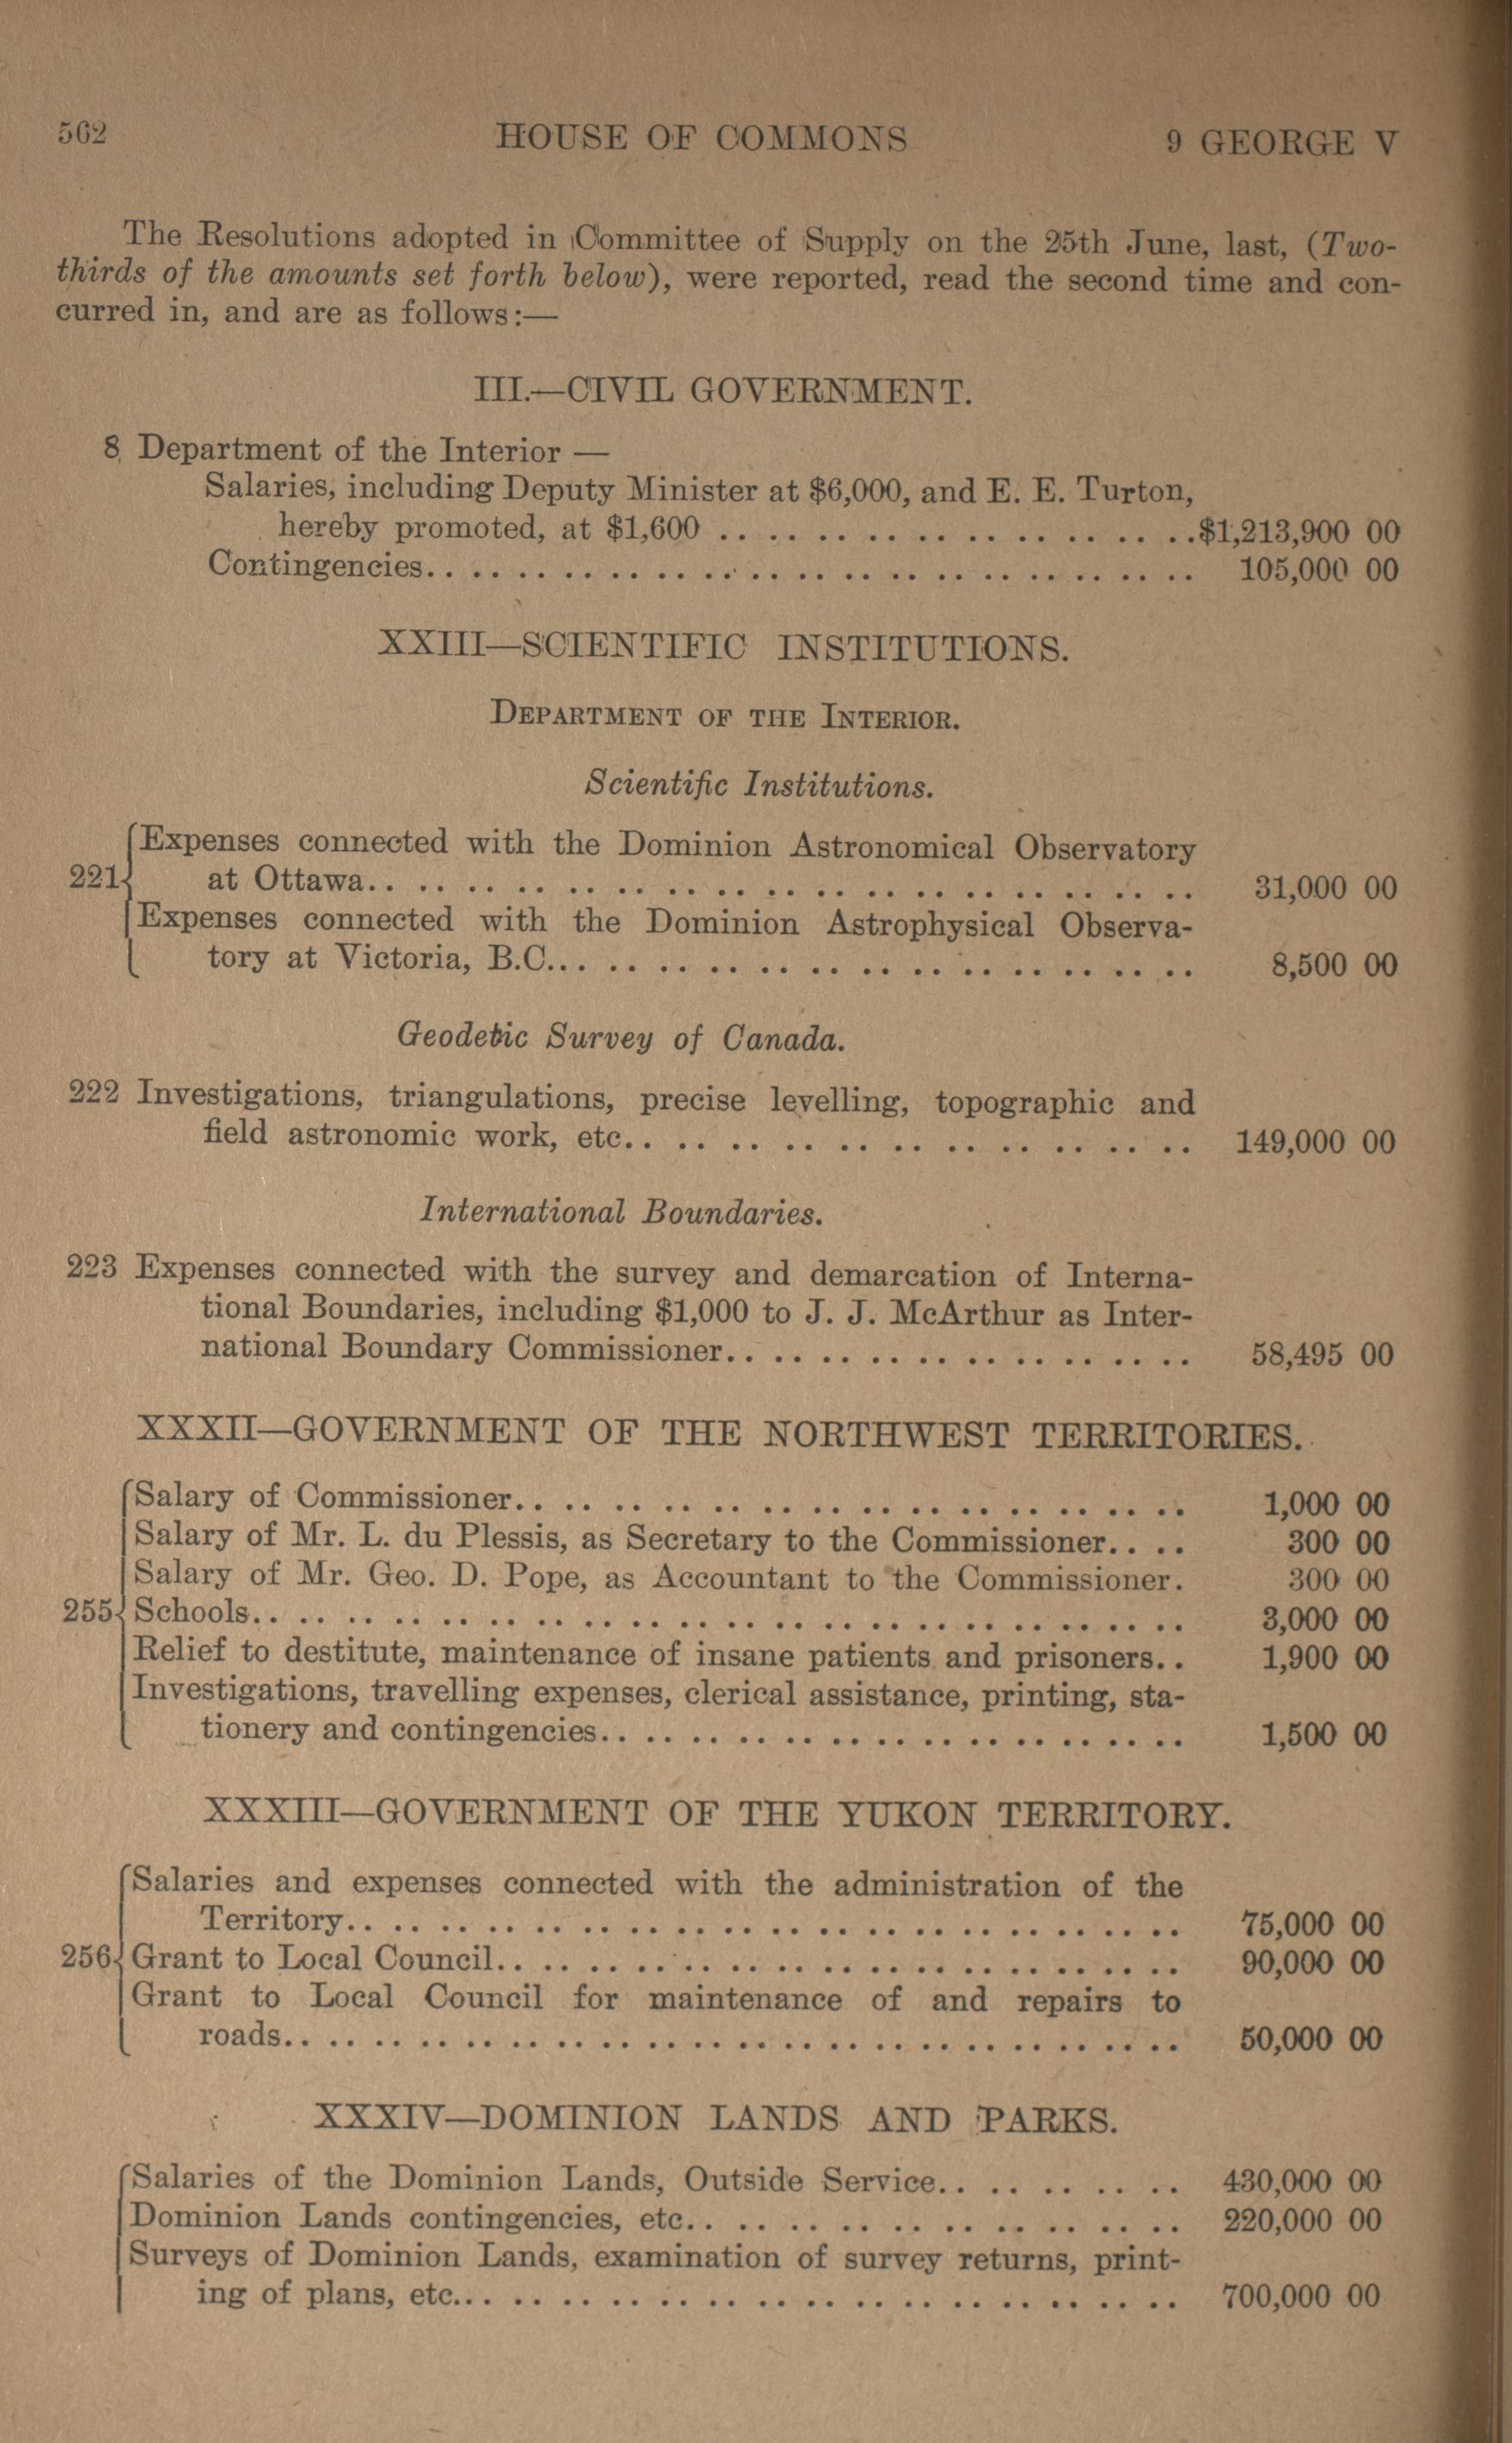 562 HOUSE OF COMMONS 9 GEORGE V
The Resolutions adopted in Committee of Supply on the 25th June, last, (Two-
thirds of the amounts set forth below), were reported, read the second time and con-
curred in, and are as follows:—
III.—CIVIL GOVERNMENT.
8 Department of the Interior —
Salaries, including Deputy Minister at $6,000, and E. E. Turton,
hereby promoted, at $1,600 .. .. .. .. .. .. .. .. .. ..$1,213,900 00
Contingencies.. .. .. .. .. .. .. .. .. .. .. .. .. .. .. .. .. 105,000 00
XXIII—SCIENTIFIC INSTITUTIONS.
DEPARTMENT OF THE INTERIOR.
Scientific Institutions.
Expenses connected with the Dominion Astronomical Observatory
221 at Ottawa.. .. .. .. .. .. .. .. .. .. .. .. .. .. .. .. .. 31,000 00
Expenses connected with the Dominion Astrophysical Observa-
tory at Victoria, B.C... .. .. .. .. .. .. .. .. .. .. .. .. 8,500 00
Geodetic Survey of Canada.
222 Investigations, triangulations, precise levelling, topographic and
field astronomic work, etc.. .. .. .. .. .. .. .. .. .. .. 149,000 00
International Boundaries.
223 Expenses connected with the survey and demarcation of Interna-
tional Boundaries, including $1,000 to J. J. McArthur as Inter-
national Boundary Commissioner.. .. .. .. .. .. .. .. .. .. 58,495 00
XXXII—GOVERNMENT OF THE NORTHWEST TERRITORIES.
Salary of Commissioner.. .. .. .. .. .. .. .. .. .. .. .. .. .. 1,000 00
Salary of Mr. L. du Plessis, as Secretary to the Commissioner.. .. 300 00
Salary of Mr. Geo. D. Pope, as Accountant to the Commissioner. 300 00
255 Schools.. .. .. .. .. .. .. .. .. .. .. .. .. .. .. .. .. .. .. .. 3,000 00
Relief to destitute, maintenance of insane patients and prisoners.. 1,900 00
Investigations, travelling expenses, clerical assistance, printing, sta-
tionery and contingencies.. .. .. .. .. .. .. .. .. .. .. .. .. 1,500 00
XXXIII—GOVERNMENT OF THE YUKON TERRITORY.
Salaries and expenses connected with the administration of the
Territory.. .. .. .. .. .. .. .. .. .. .. .. .. .. .. .. .. .. 75,000 00
256 Grant to Local Council.. .. .. .. .. .. .. .. .. .. .. .. .. .. .. 90,000 00
Grant to Local Council for maintenance of and repairs to
roads.. .. .. .. .. .. .. .. .. .. .. .. .. .. .. .. .. .. .. .. 50,000 00
XXXIV—DOMINION LANDS AND PARKS.
Salaries of the Dominion Lands, Outside Service.. .. .. .. .. .. 430,000 00
Dominion Lands contingencies, etc.. .. .. .. .. .. .. .. .. .. 220,000 00
Surveys of Dominion Lands, examination of survey returns, print-
ing of plans, etc... .. .. .. .. .. .. .. .. .. .. .. .. .. .. 700,000 00